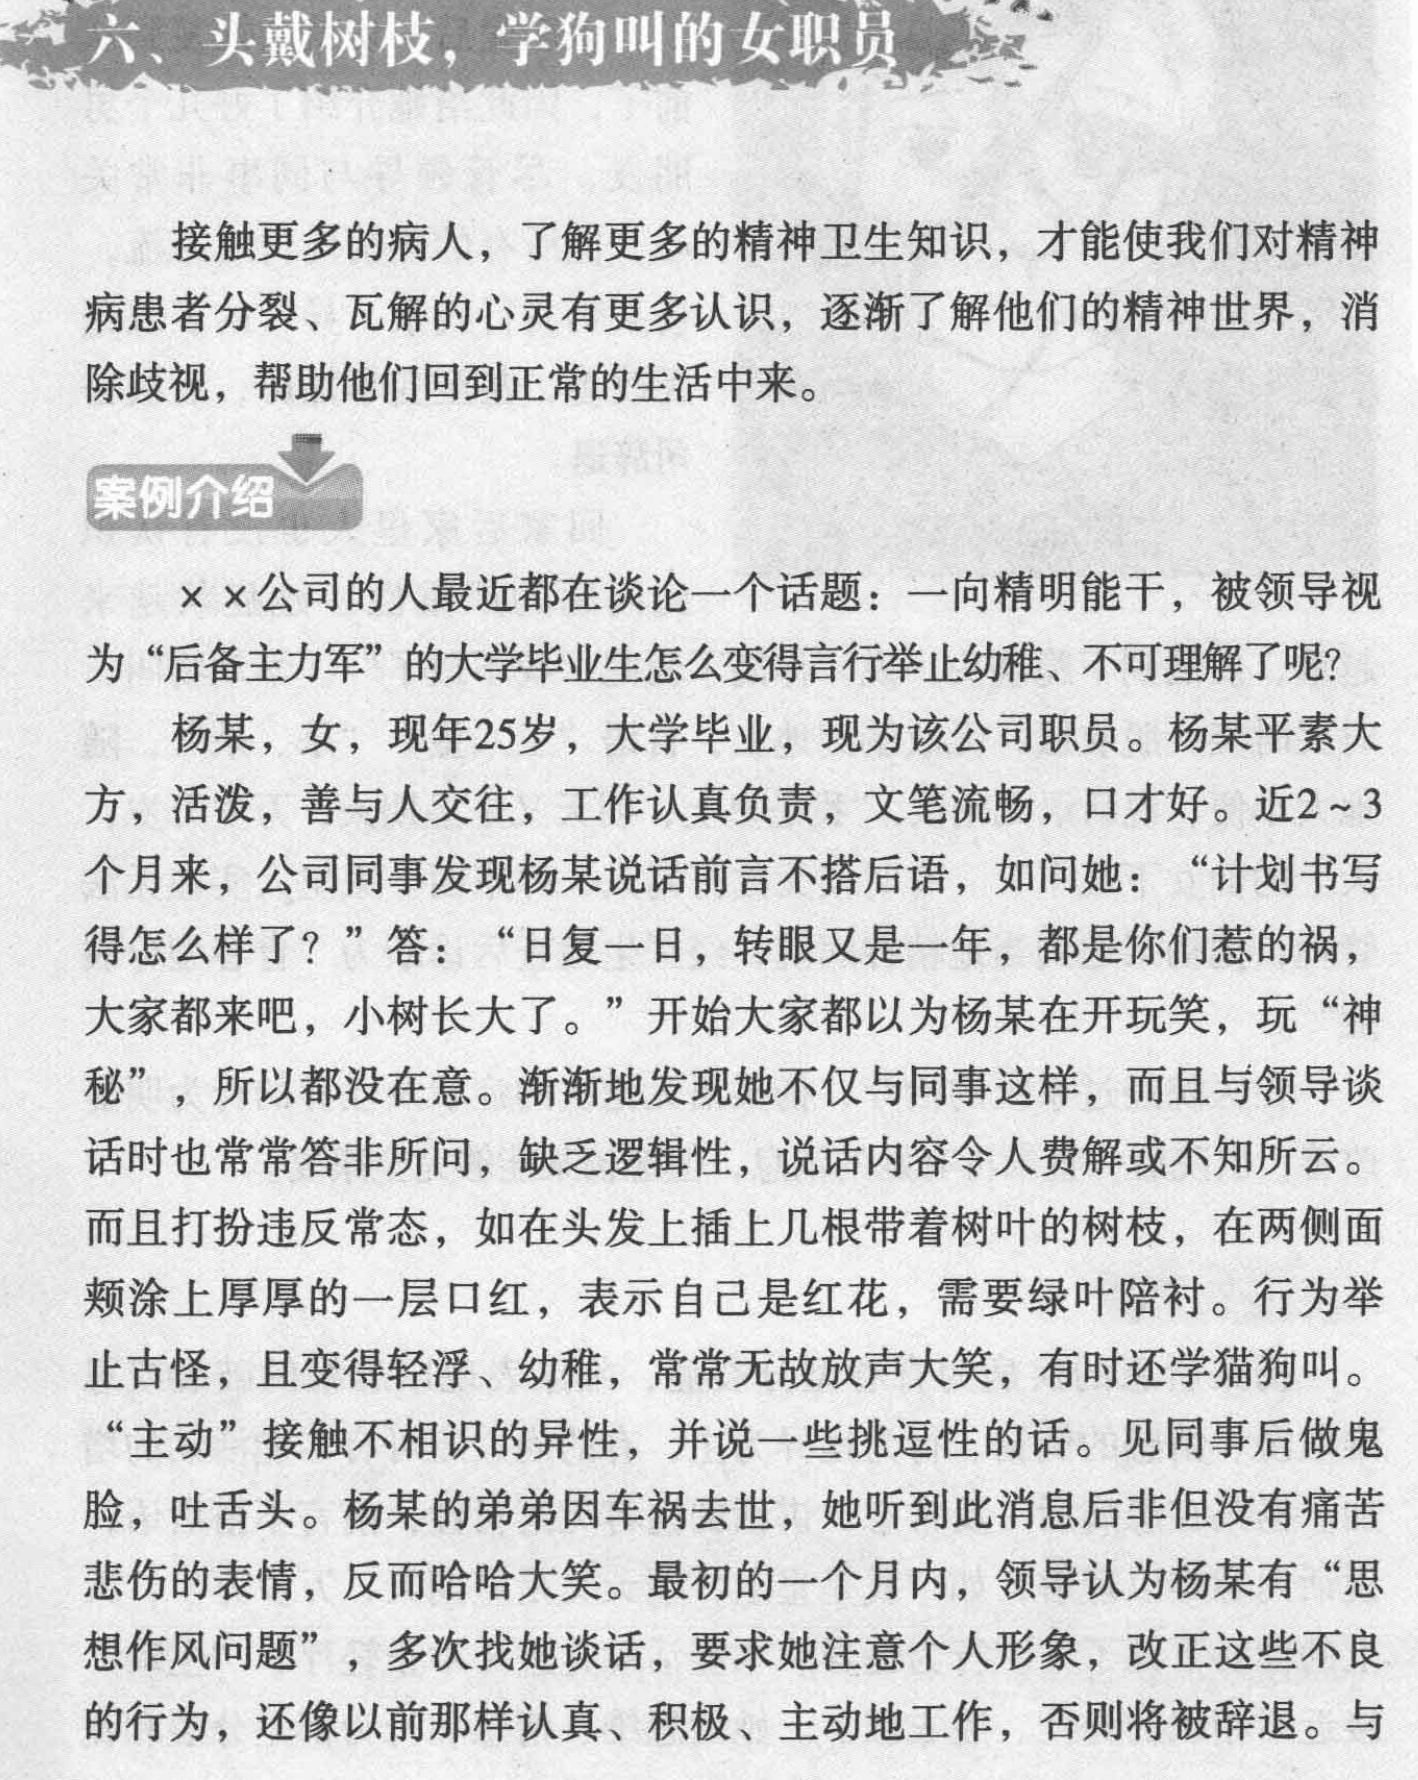 六、头戴树枝，学狗叫的女职员
接触更多的病人，了解更多的精神卫生知识，才能使我们对精神
病患者分裂、瓦解的心灵有更多认识，逐渐了解他们的精神世界，消
除歧视，帮助他们回到正常的生活中来。
案例介绍
××公司的人最近都在谈论一个话题：一向精明能干，被领导视
为“后备主力军”的大学毕业生怎么变得言行举止幼稚、不可理解了呢？
杨某，女，现年25岁，大学毕业，现为该公司职员。杨某平素大
方，活泼，善与人交往，工作认真负责，文笔流畅，口才好。近2～3
个月来，公司同事发现杨某说话前言不搭后语，如问她：“计划书写
得怎么样了？”答：“日复一日，转眼又是一年，都是你们惹的祸，
大家都来吧，小树长大了。”开始大家都以为杨某在开玩笑，玩“神
秘”，所以都没在意。渐渐地发现她不仅与同事这样，而且与领导谈
话时也常常答非所问，缺乏逻辑性，说话内容令人费解或不知所云。
而且打扮违反常态，如在头发上插上几根带着树叶的树枝，在两侧面
颊涂上厚厚的一层口红，表示自己是红花，需要绿叶陪衬。行为举
止古怪，且变得轻浮、幼稚，常常无故放声大笑，有时还学猫狗叫。
“主动”接触不相识的异性，并说一些挑逗性的话。见同事后做鬼
脸，吐舌头。杨某的弟弟因车祸去世，她听到此消息后非但没有痛苦
悲伤的表情，反而哈哈大笑。最初的一个月内，领导认为杨某有“思
想作风问题”，多次找她谈话，要求她注意个人形象，改正这些不良
的行为，还像以前那样认真、积极、主动地工作，否则将被辞退。与